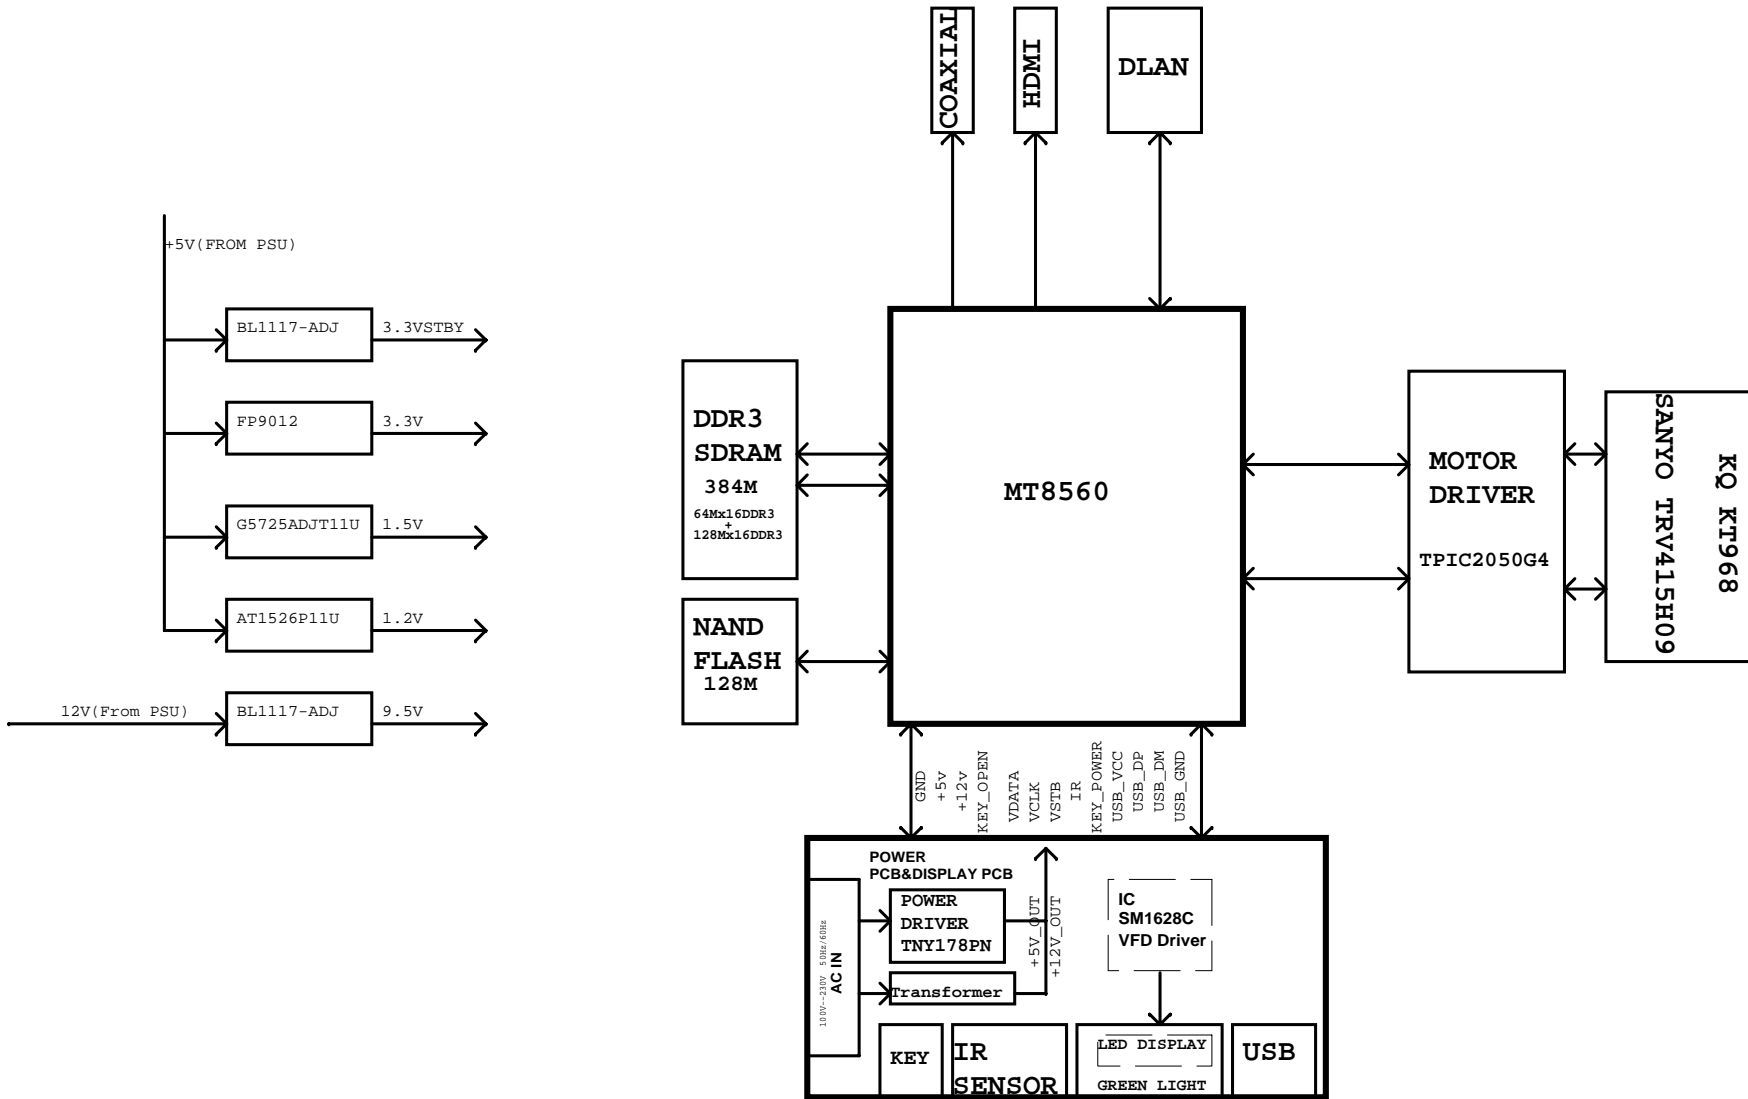 COAXIAL
HDMI
DLAN
+5V(FROM PSU)
BL1117-ADJ
3.3VSTBY
FP9012
3.3V
G5725ADJT11U
1.5V
AT1526P11U
1.2V
12V(From PSU)
BL1117-ADJ
9.5V
DDR3
SDRAM
384M
64Mx16DDR3
+
128Mx16DDR3
NAND
FLASH
128M
MT8560
MOTOR
DRIVER
TPIC2050G4
KQ KT968
SANYO TRV415H09
GND
+5v
+12v
KEY_OPEN
VDATA
VCLK
VSTB
IR
KEY_POWER
USB_VCC
USB_DP
USB_DM
USB_GND
POWER
PCB&DISPLAY PCB
100V--230V 50Hz/60Hz
AC IN
POWER
DRIVER
TNY178PN
Transformer
+5V_OUT
+12V_OUT
IC
SM1628C
VFD Driver
KEY
IR
SENSOR
LED DISPLAY
GREEN LIGHT
USB